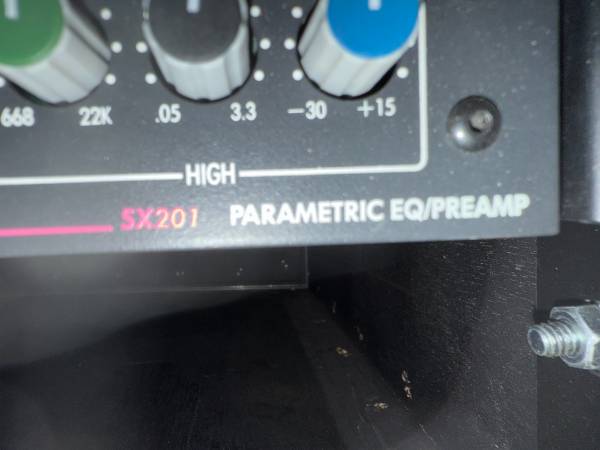 668 22K .05 3.3 −30 +15
HIGH
SX201 PARAMETRIC EQ/PREAMP